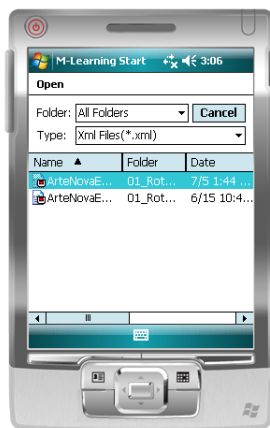 M-Learning Start 3:06
Open
Folder: All Folders Cancel
Type: Xml Files(*.xml)
Name Folder Date
ArteNovaE... 01_Rot... 7/5 1:44 ...
ArteNovaE... 01_Rot... 6/15 10:4...